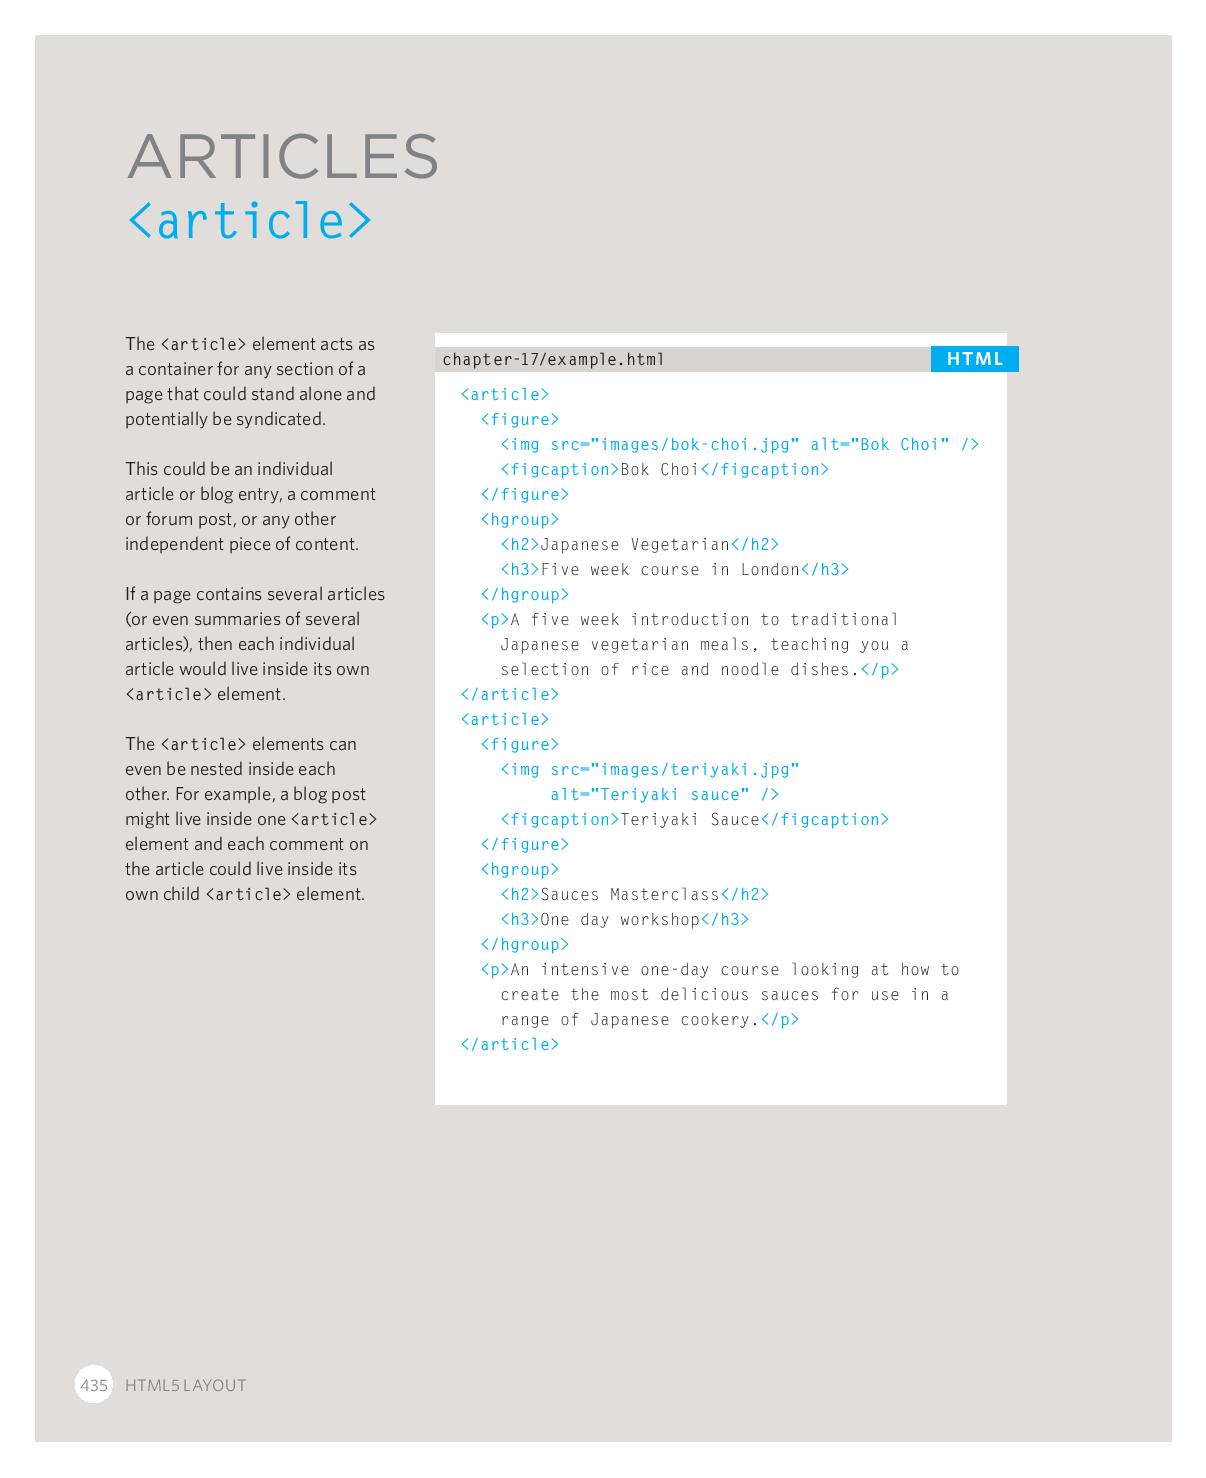 ARTICLES
<article>
The <article> element acts as
a container for any section of a
page that could stand alone and
potentially be syndicated.
This could be an individual
article or blog entry, a comment
or forum post, or any other
independent piece of content.
If a page contains several articles
(or even summaries of several
articles), then each individual
article would live inside its own
<article> element.
The <article> elements can
even be nested inside each
other. For example, a blog post
might live inside one <article>
element and each comment on
the article could live inside its
own child <article> element.
chapter-17/example.html HTML
<article>
  <figure>
    <img src="images/bok-choi.jpg" alt="Bok Choi" />
    <figcaption>Bok Choi</figcaption>
  </figure>
  <hgroup>
    <h2>Japanese Vegetarian</h2>
    <h3>Five week course in London</h3>
  </hgroup>
  <p>A five week introduction to traditional
    Japanese vegetarian meals, teaching you a
    selection of rice and noodle dishes.</p>
</article>
<article>
  <figure>
    <img src="images/teriyaki.jpg"
         alt="Teriyaki sauce" />
    <figcaption>Teriyaki Sauce</figcaption>
  </figure>
  <hgroup>
    <h2>Sauces Masterclass</h2>
    <h3>One day workshop</h3>
  </hgroup>
  <p>An intensive one-day course looking at how to
    create the most delicious sauces for use in a
    range of Japanese cookery.</p>
</article>
435 HTML5 LAYOUT